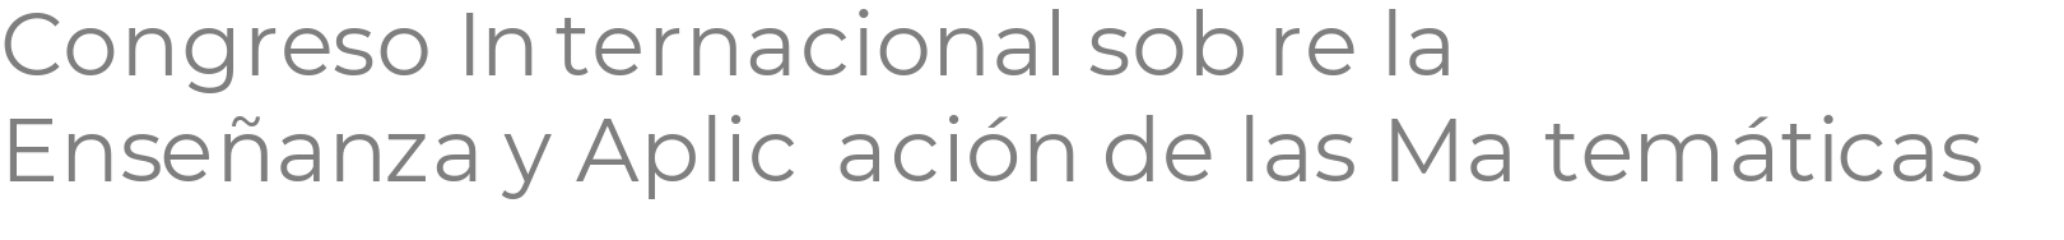 Congreso In ternacional sob re la
Enseñanza y Aplic ación de las Ma temáticas